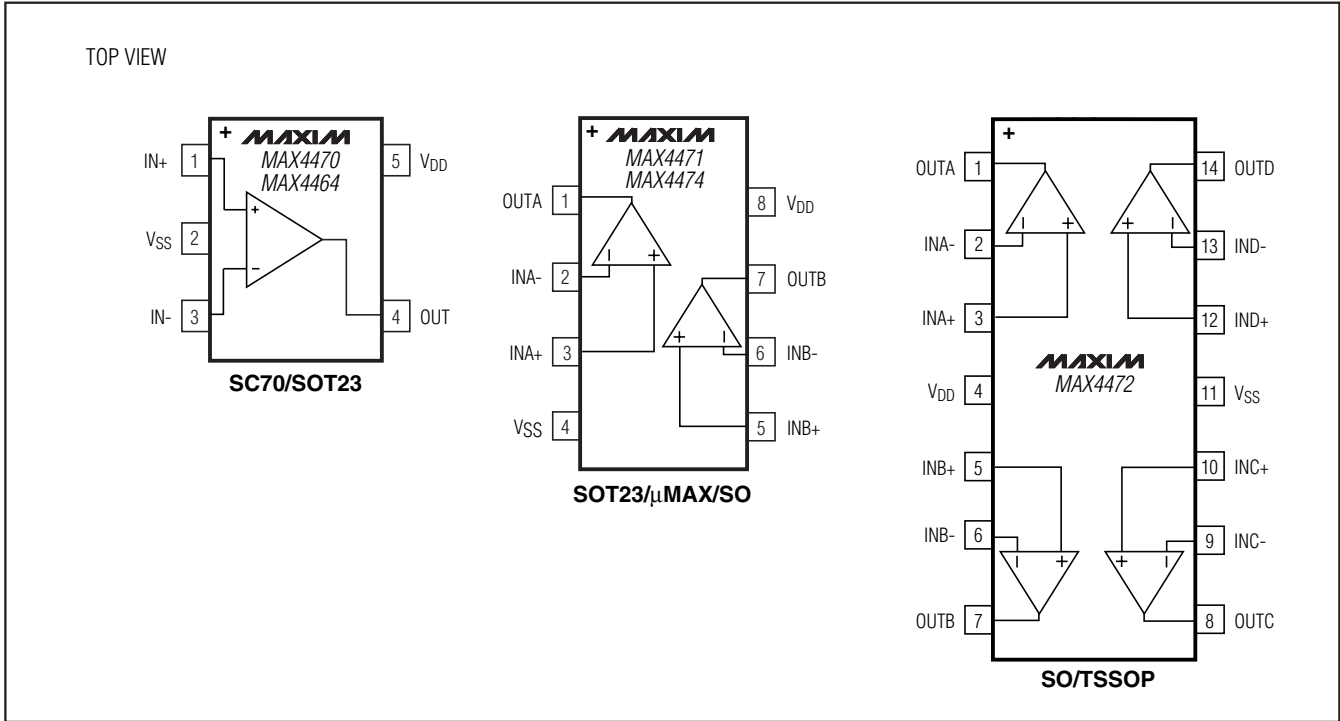 TOP VIEW
+ MAXIM
MAX4470
MAX4464
IN+ 1
VSS 2
IN- 3
5 VDD
4 OUT
+
−
SC70/SOT23
+ MAXIM
MAX4471
MAX4474
OUTA 1
INA- 2
INA+ 3
VSS 4
8 VDD
7 OUTB
6 INB-
5 INB+
− +
+ −
SOT23/μMAX/SO
+
OUTA 1
INA- 2
INA+ 3
VDD 4
INB+ 5
INB- 6
OUTB 7
14 OUTD
13 IND-
12 IND+
11 VSS
10 INC+
9 INC-
8 OUTC
− +
+ −
MAXIM
MAX4472
− +
+ −
SO/TSSOP